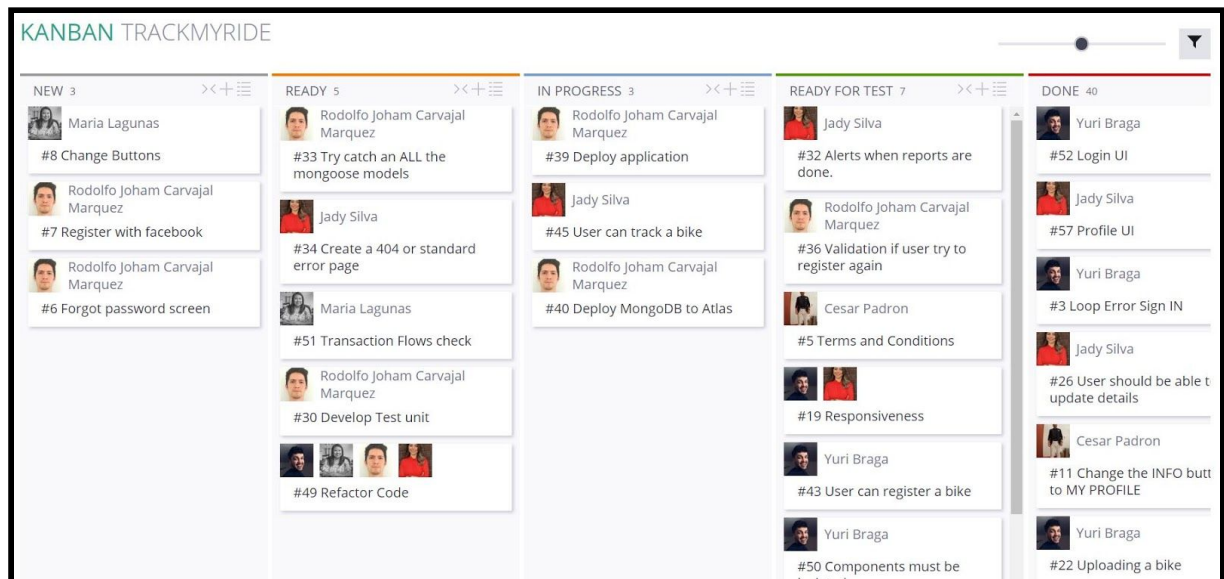 KANBAN TRACKMYRIDE
NEW 3
Maria Lagunas
#8 Change Buttons
Rodolfo Joham Carvajal
Marquez
#7 Register with facebook
Rodolfo Joham Carvajal
Marquez
#6 Forgot password screen
READY 5
Rodolfo Joham Carvajal
Marquez
#33 Try catch an ALL the
mongoose models
Jady Silva
#34 Create a 404 or standard
error page
Maria Lagunas
#51 Transaction Flows check
Rodolfo Joham Carvajal
Marquez
#30 Develop Test unit
#49 Refactor Code
IN PROGRESS 3
Rodolfo Joham Carvajal
Marquez
#39 Deploy application
Jady Silva
#45 User can track a bike
Rodolfo Joham Carvajal
Marquez
#40 Deploy MongoDB to Atlas
READY FOR TEST 7
Jady Silva
#32 Alerts when reports are
done.
Rodolfo Joham Carvajal
Marquez
#36 Validation if user try to
register again
Cesar Padron
#5 Terms and Conditions
#19 Responsiveness
Yuri Braga
#43 User can register a bike
Yuri Braga
#50 Components must be
DONE 40
Yuri Braga
#52 Login UI
Jady Silva
#57 Profile UI
Yuri Braga
#3 Loop Error Sign IN
Jady Silva
#26 User should be able t
update details
Cesar Padron
#11 Change the INFO butt
to MY PROFILE
Yuri Braga
#22 Uploading a bike